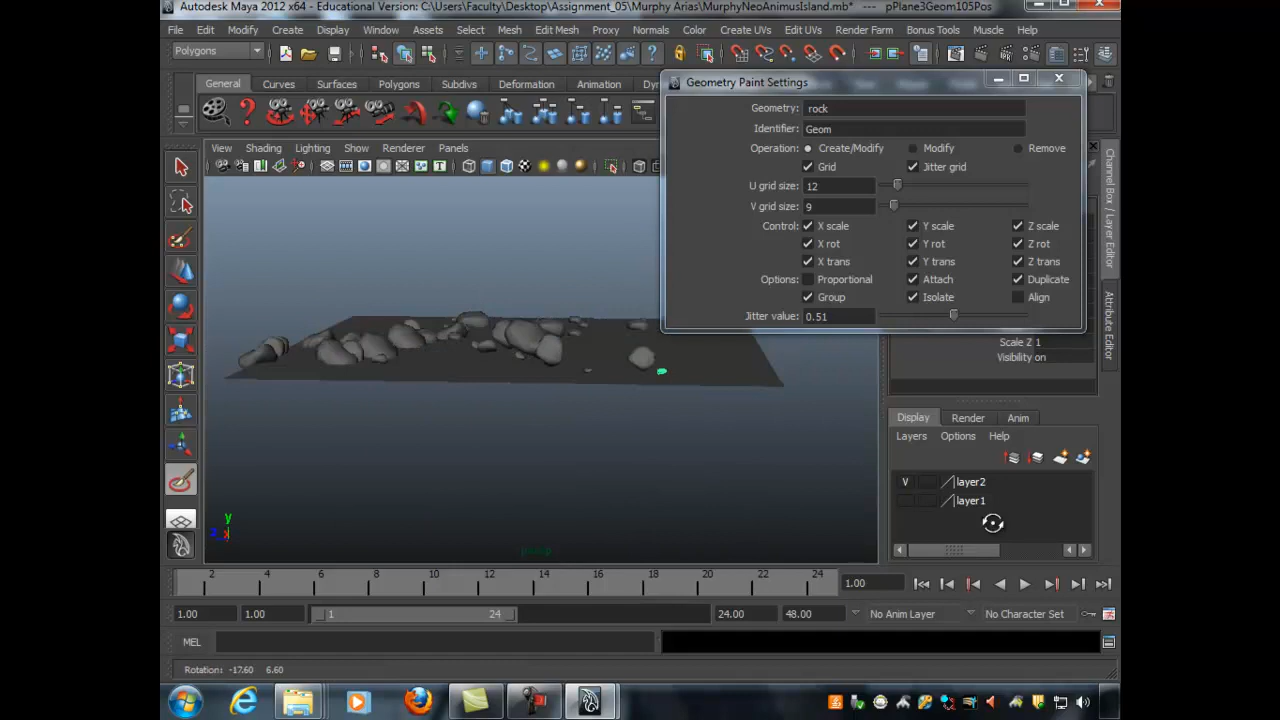 Autodesk Maya 2012 x64 - Educational Version: C:\Users\Faculty\Desktop\Assignment_05\Murphy Arias\MurphyNeoAnimusIsland.mb* - pPlane3Geom105Pos
File Edit Modify Create Display Window Assets Select Mesh Edit Mesh Proxy Normals Color Create UVs Edit UVs Render Farm Bonus Tools Muscle Help
Polygons
General Curves Surfaces Polygons Subdivs Deformation Animation
Geometry Paint Settings
Geometry: rock
Identifier: Geom
Operation: Create/Modify Modify Remove
Grid Jitter grid
U grid size: 12
V grid size: 9
Control: X scale Y scale Z scale
X rot Y rot Z rot
X trans Y trans Z trans
Options: Proportional Attach Duplicate
Group Isolate Align
Jitter value: 0.51
View Shading Lighting Show Renderer Panels
Channel Box / Layer Editor
Attribute Editor
Scale Z 1
Visibility on
Display Render Anim
Layers Options Help
V layer2
layer1
y
x
persp
2 4 6 8 10 12 14 16 18 20 22 24
1.00
1.00 1.00 1 24 24.00 48.00 No Anim Layer No Character Set
MEL
Rotation: -17.60 6.60